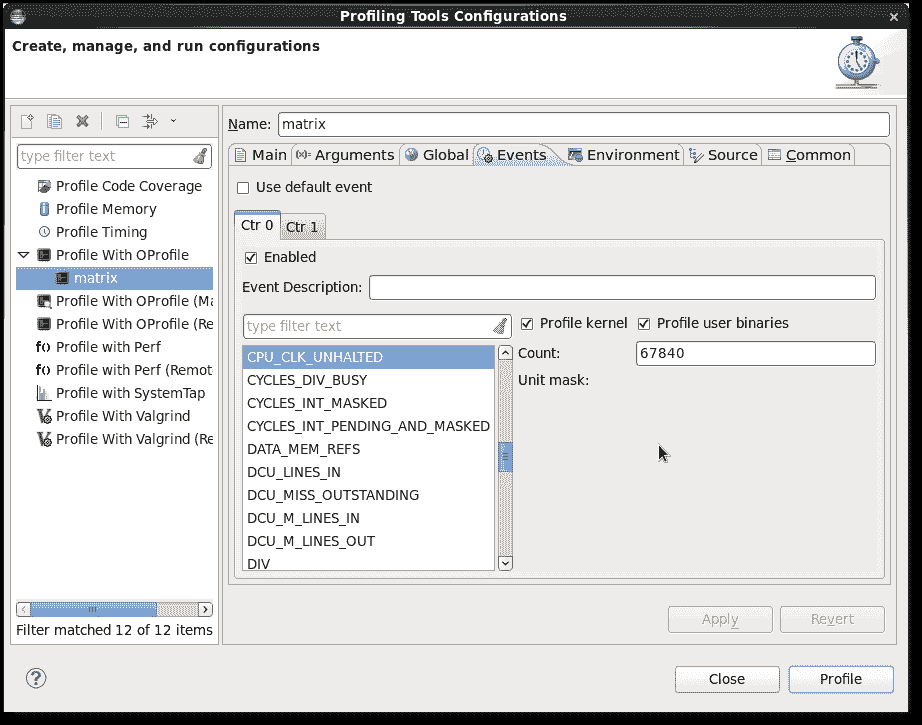 Profiling Tools Configurations
Create, manage, and run configurations
type filter text
Profile Code Coverage
Profile Memory
Profile Timing
Profile With OProfile
matrix
Profile With OProfile (Ma
Profile With OProfile (Re
Profile with Perf
Profile with Perf (Remot
Profile with SystemTap
Profile With Valgrind
Profile With Valgrind (Re
Filter matched 12 of 12 items
Name: matrix
Main (x)= Arguments Global Events Environment Source Common
Use default event
Ctr 0 Ctr 1
Enabled
Event Description:
type filter text
Profile kernel Profile user binaries
CPU_CLK_UNHALTED
CYCLES_DIV_BUSY
CYCLES_INT_MASKED
CYCLES_INT_PENDING_AND_MASKED
DATA_MEM_REFS
DCU_LINES_IN
DCU_MISS_OUTSTANDING
DCU_M_LINES_IN
DCU_M_LINES_OUT
DIV
Count: 67840
Unit mask:
Apply Revert
? Close Profile